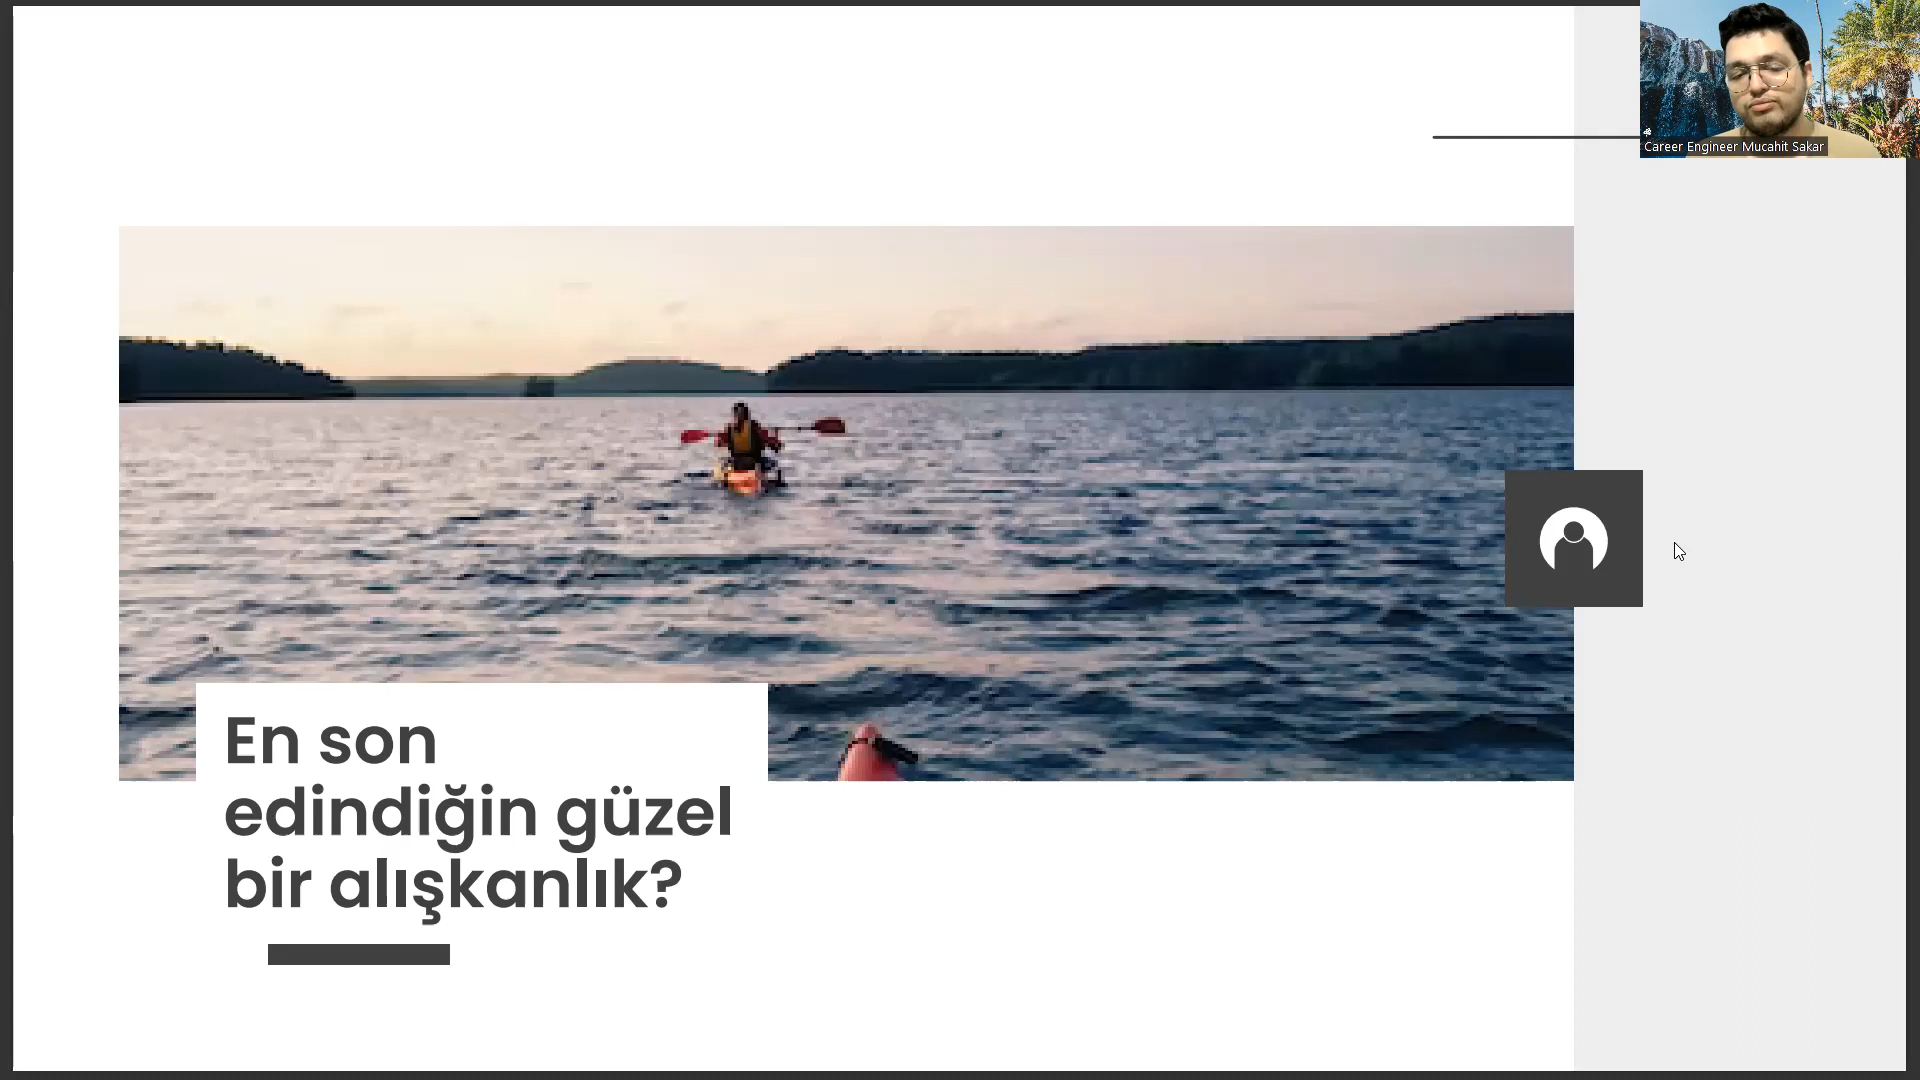 Career Engineer Mucahit Sakar
En son
edindiğin güzel
bir alışkanlık?